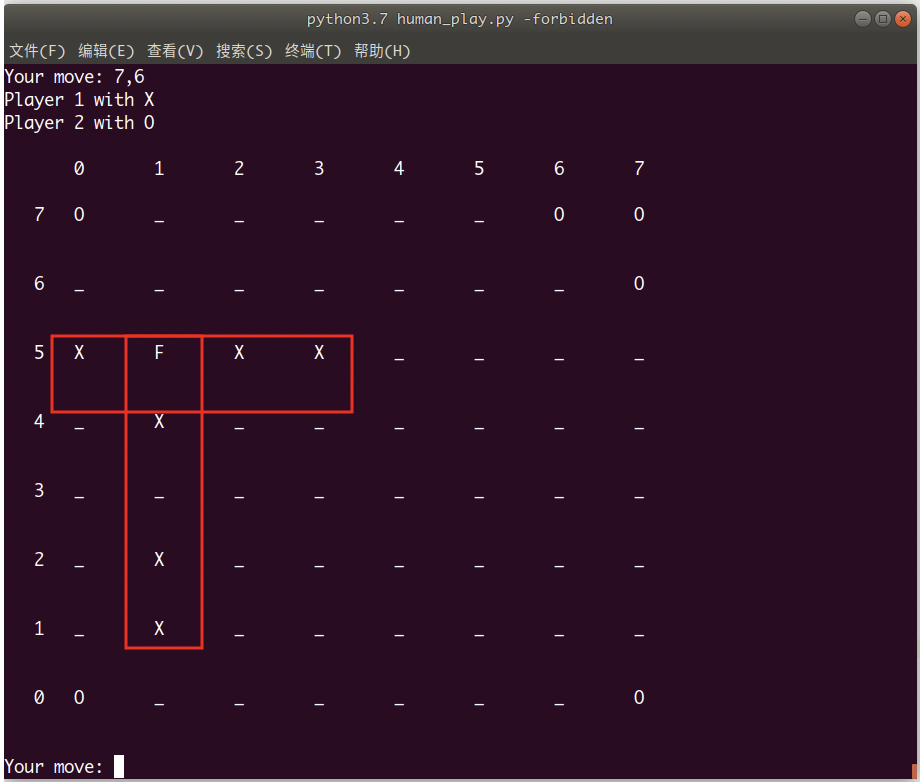 python3.7 human_play.py -forbidden
文件(F) 编辑(E) 查看(V) 搜索(S) 终端(T) 帮助(H)
Your move: 7,6
Player 1 with X
Player 2 with O
0 1 2 3 4 5 6 7
7 O _ _ _ _ _ O O
6 _ _ _ _ _ _ _ O
5 X F X X _ _ _ _
4 _ X _ _ _ _ _ _
3 _ _ _ _ _ _ _ _
2 _ X _ _ _ _ _ _
1 _ X _ _ _ _ _ _
0 O _ _ _ _ _ _ O
Your move: